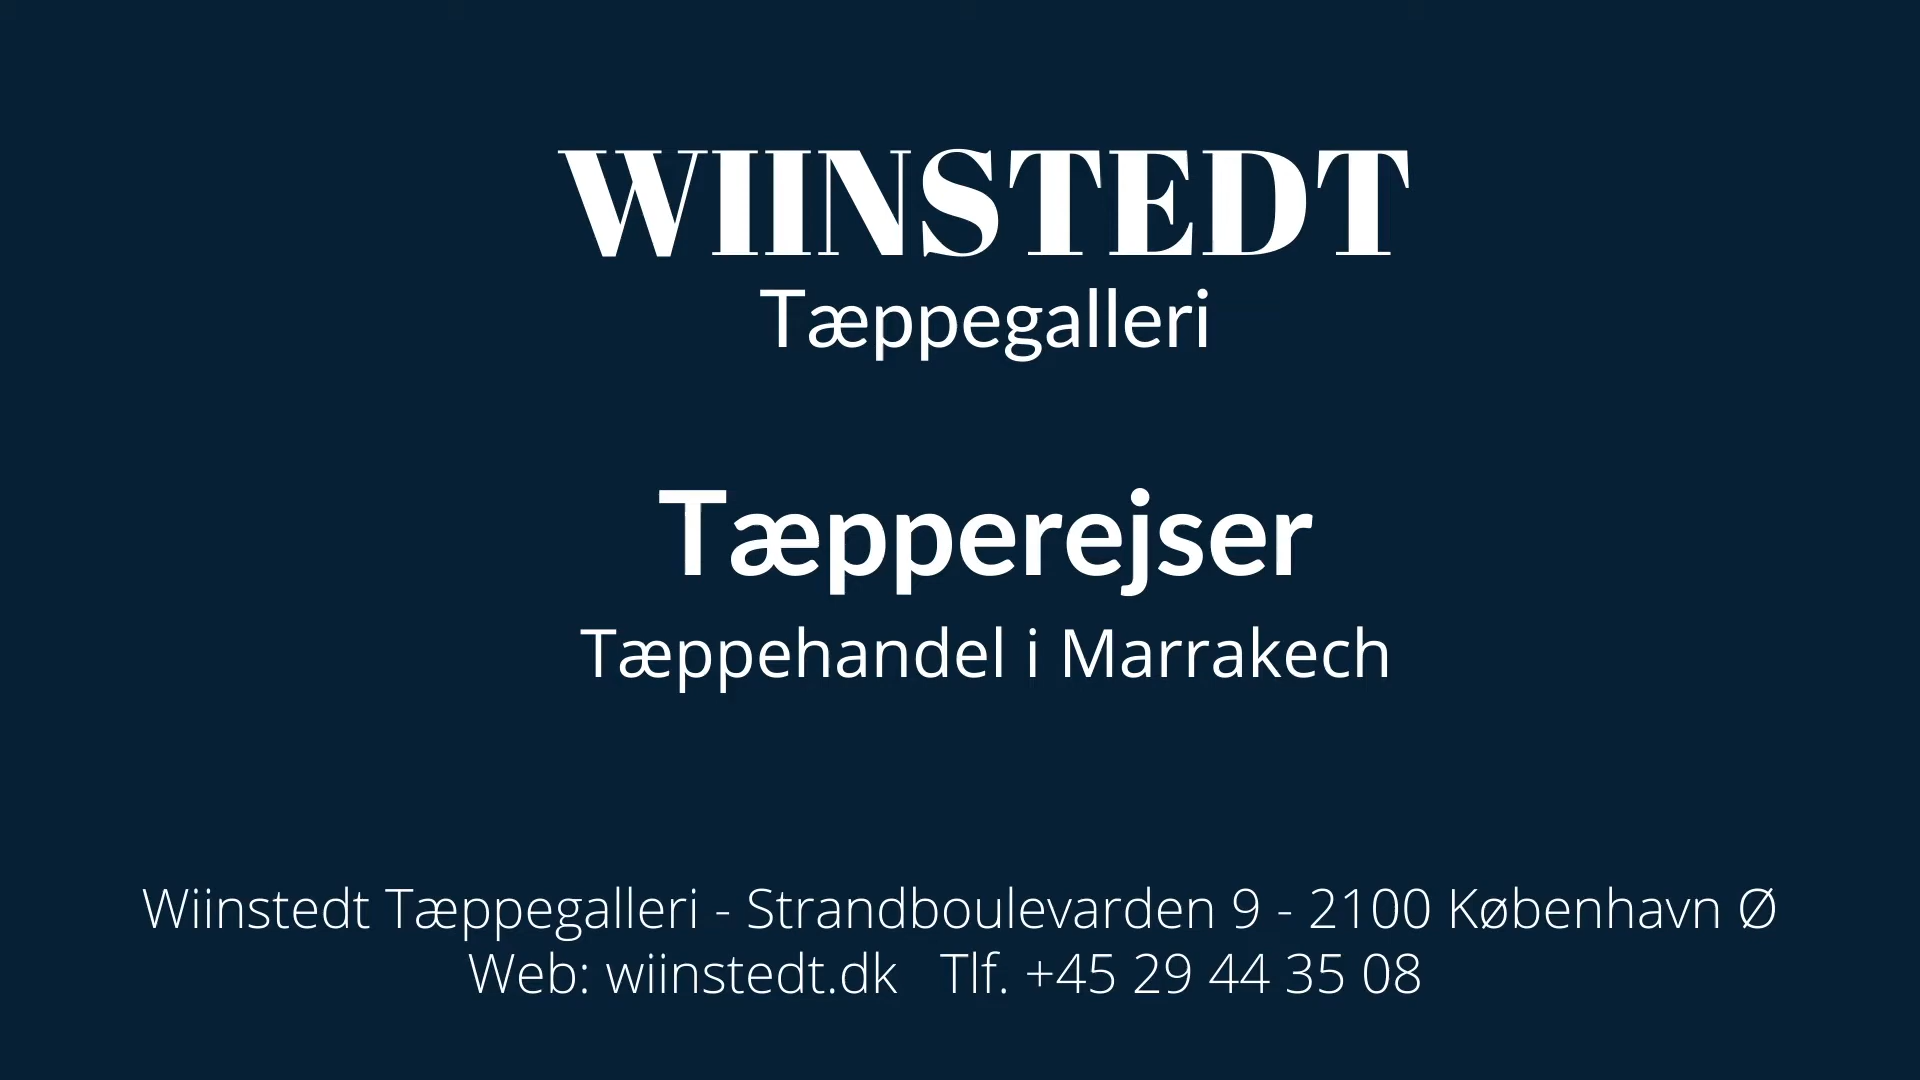 WIINSTEDT
Tæppegalleri
Tæpperejser
Tæppehandel i Marrakech
Wiinstedt Tæppegalleri - Strandboulevarden 9 - 2100 København Ø
Web: wiinstedt.dk Tlf. +45 29 44 35 08